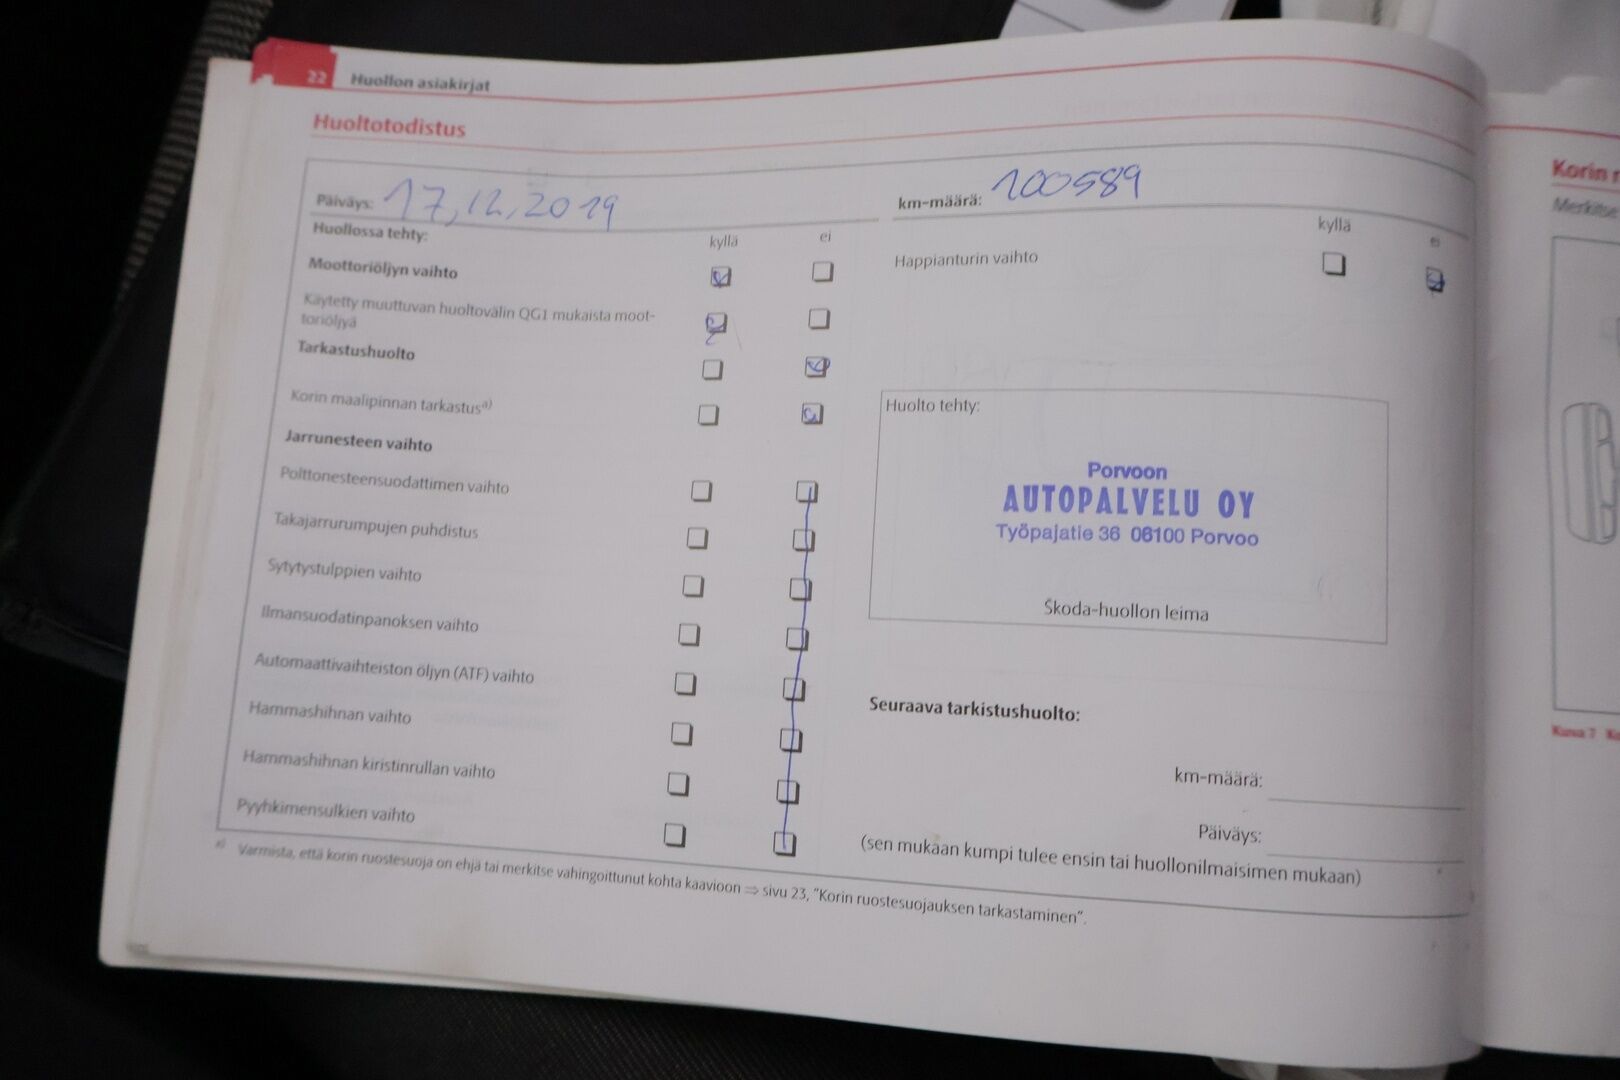 22 Huollon asiakirjat
Huoltotodistus
Päiväys: 17.12.2019
km-määrä: 100589
Huollossa tehty: kyllä ei
Moottoriöljyn vaihto
Käytetty muuttuvan huoltovälin QG1 mukaista moot-
toriöljyä
Tarkastushuolto
Korin maalipinnan tarkastusa)
Jarrunesteen vaihto
Polttonesteensuodattimen vaihto
Takajarrurumpujen puhdistus
Sytytystulppien vaihto
Ilmansuodatinpanoksen vaihto
Automaattivaihteiston öljyn (ATF) vaihto
Hammashihnan vaihto
Hammashihnan kiristinrullan vaihto
Pyyhkimensulkien vaihto
kyllä ei
Happianturin vaihto
Huolto tehty:
Porvoon
AUTOPALVELU OY
Työpajatie 36 06100 Porvoo
Škoda-huollon leima
Seuraava tarkistushuolto:
km-määrä:
Päiväys:
(sen mukaan kumpi tulee ensin tai huollonilmaisimen mukaan)
a) Varmista, että korin ruostesuoja on ehjä tai merkitse vahingoittunut kohta kaavioon ⇒ sivu 23, "Korin ruostesuojauksen tarkastaminen".
Korin
Merkitse
Kuva 7